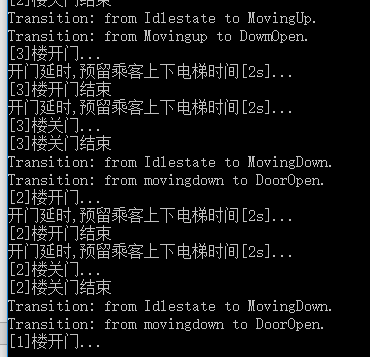 [2]楼关门结束
Transition: from Idlestate to MovingUp.
Transition: from Movingup to DowmOpen.
[3]楼开门...
开门延时,预留乘客上下电梯时间[2s]...
[3]楼开门结束
开门延时,预留乘客上下电梯时间[2s]...
[3]楼关门...
[3]楼关门结束
Transition: from Idlestate to MovingDown.
Transition: from movingdown to DoorOpen.
[2]楼开门...
开门延时,预留乘客上下电梯时间[2s]...
[2]楼开门结束
开门延时,预留乘客上下电梯时间[2s]...
[2]楼关门...
[2]楼关门结束
Transition: from Idlestate to MovingDown.
Transition: from movingdown to DoorOpen.
[1]楼开门...